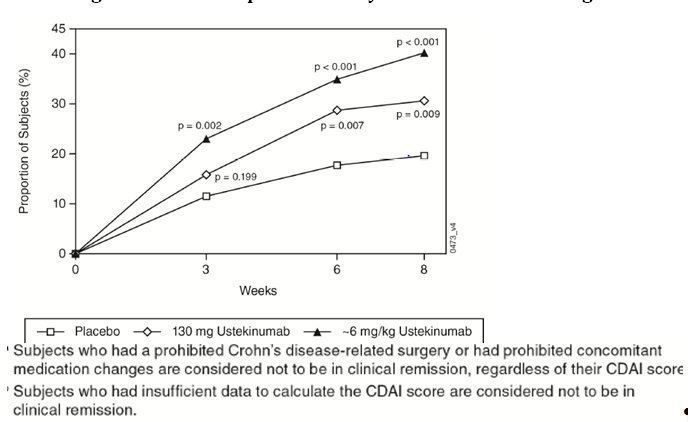 45
40
30
20
10
0
Proportion of Subjects (%)
p < 0.001
p < 0.001
p = 0.002
p = 0.009
p = 0.007
p = 0.199
0473_v4
0 3 6 8
Weeks
Placebo 130 mg Ustekinumab ~6 mg/kg Ustekinumab
Subjects who had a prohibited Crohn's disease-related surgery or had prohibited concomitant
medication changes are considered not to be in clinical remission, regardless of their CDAI score
Subjects who had insufficient data to calculate the CDAI score are considered not to be in
clinical remission.